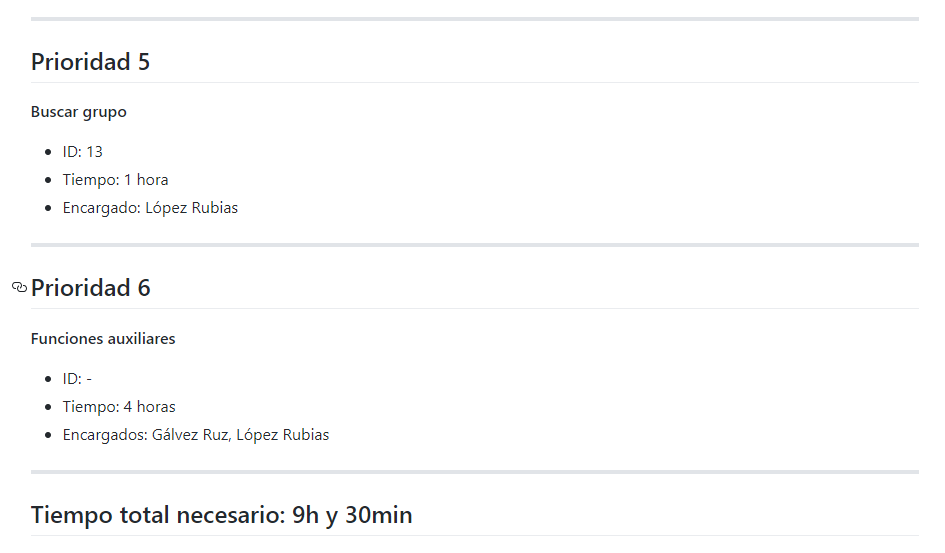 Prioridad 5
Buscar grupo
ID: 13
Tiempo: 1 hora
Encargado: López Rubias
Prioridad 6
Funciones auxiliares
ID: -
Tiempo: 4 horas
Encargados: Gálvez Ruz, López Rubias
Tiempo total necesario: 9h y 30min